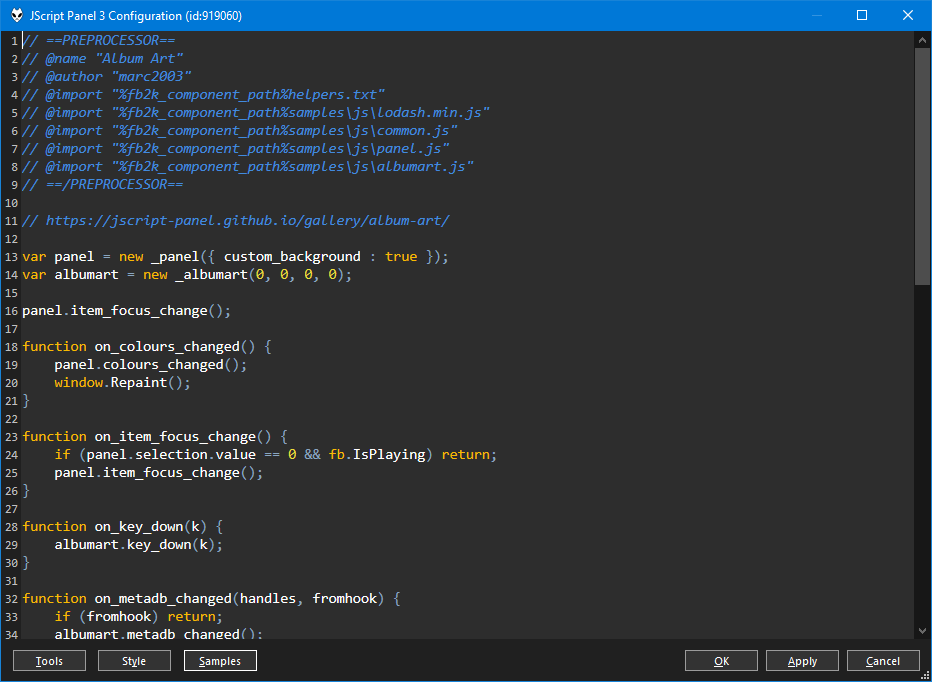 JScript Panel 3 Configuration (id:919060)
1 // ==PREPROCESSOR==
2 // @name "Album Art"
3 // @author "marc2003"
4 // @import "%fb2k_component_path%helpers.txt"
5 // @import "%fb2k_component_path%samples\js\lodash.min.js"
6 // @import "%fb2k_component_path%samples\js\common.js"
7 // @import "%fb2k_component_path%samples\js\panel.js"
8 // @import "%fb2k_component_path%samples\js\albumart.js"
9 // ==/PREPROCESSOR==
10
11 // https://jscript-panel.github.io/gallery/album-art/
12
13 var panel = new _panel({ custom_background : true });
14 var albumart = new _albumart(0, 0, 0, 0);
15
16 panel.item_focus_change();
17
18 function on_colours_changed() {
19     panel.colours_changed();
20     window.Repaint();
21 }
22
23 function on_item_focus_change() {
24     if (panel.selection.value == 0 && fb.IsPlaying) return;
25     panel.item_focus_change();
26 }
27
28 function on_key_down(k) {
29     albumart.key_down(k);
30 }
31
32 function on_metadb_changed(handles, fromhook) {
33     if (fromhook) return;
34     albumart.metadb_changed();
Tools Style Samples OK Apply Cancel